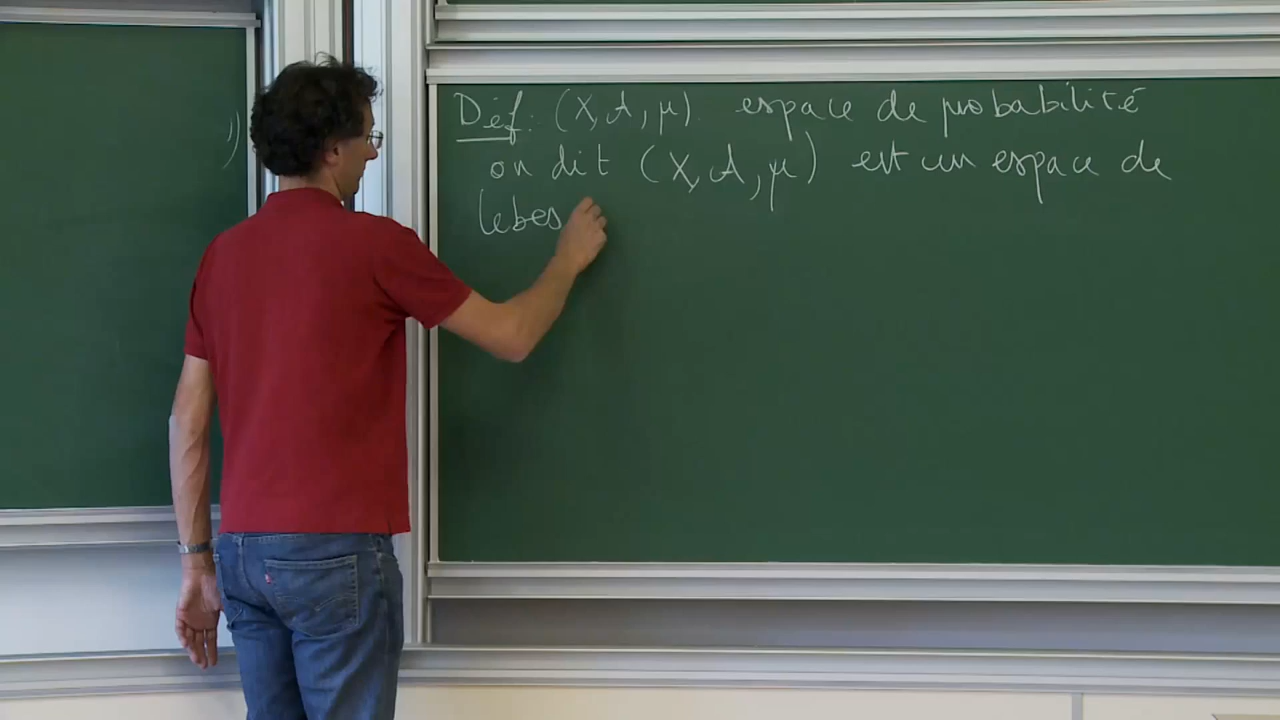 Déf: (X, A, μ) espace de probabilité
on dit (X, A, μ) est un espace de
Lebes